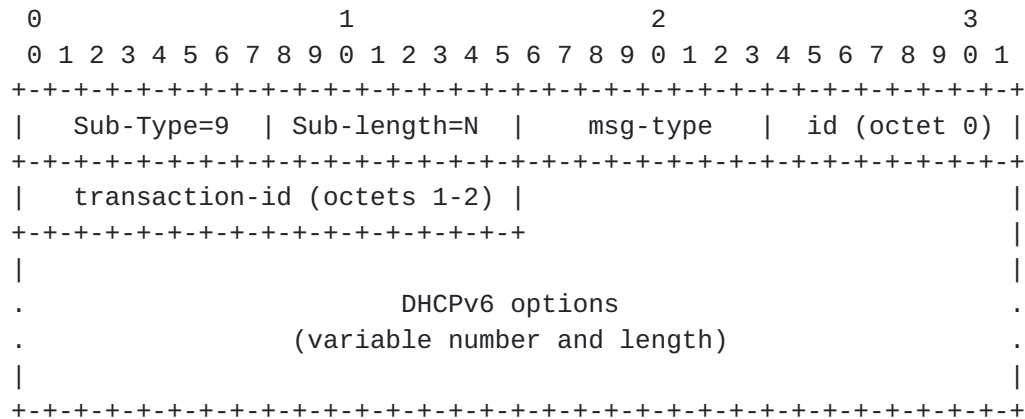 0                   1                   2                   3
 0 1 2 3 4 5 6 7 8 9 0 1 2 3 4 5 6 7 8 9 0 1 2 3 4 5 6 7 8 9 0 1
+-+-+-+-+-+-+-+-+-+-+-+-+-+-+-+-+-+-+-+-+-+-+-+-+-+-+-+-+-+-+-+-+
|   Sub-Type=9  | Sub-length=N  |    msg-type   |  id (octet 0) |
+-+-+-+-+-+-+-+-+-+-+-+-+-+-+-+-+-+-+-+-+-+-+-+-+-+-+-+-+-+-+-+-+
|   transaction-id (octets 1-2) |                               |
+-+-+-+-+-+-+-+-+-+-+-+-+-+-+-+-+                               |
|                                                               |
.                        DHCPv6 options                         .
.                 (variable number and length)                  .
|                                                               |
+-+-+-+-+-+-+-+-+-+-+-+-+-+-+-+-+-+-+-+-+-+-+-+-+-+-+-+-+-+-+-+-+